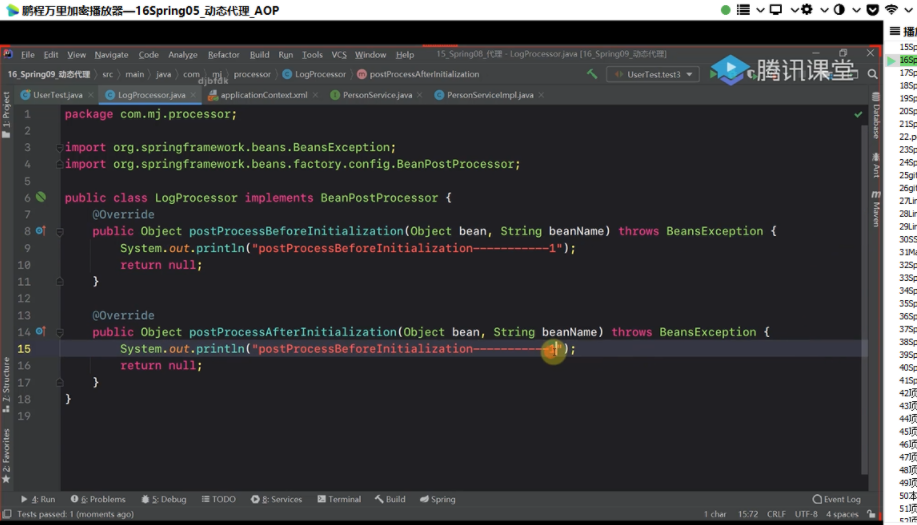 鹏程万里加密播放器—16Spring05_动态代理_AOP
File Edit View Navigate Code Analyze Refactor Build Run Tools VCS Window Help 15_Spring08_代理 - LogProcessor.java [16_Spring09_动态代理]
16_Spring09_动态代理 src main java com mj processor LogProcessor postProcessAfterInitialization UserTest.test3
腾讯课堂
UserTest.java LogProcessor.java applicationContext.xml PersonService.java PersonServiceImpl.java
1 package com.mj.processor;
2
3 import org.springframework.beans.BeansException;
4 import org.springframework.beans.factory.config.BeanPostProcessor;
5
6 public class LogProcessor implements BeanPostProcessor {
7 @Override
8 public Object postProcessBeforeInitialization(Object bean, String beanName) throws BeansException {
9 System.out.println("postProcessBeforeInitialization-----------1");
10 return null;
11 }
12
13 @Override
14 public Object postProcessAfterInitialization(Object bean, String beanName) throws BeansException {
15 System.out.println("postProcessBeforeInitialization-----------1");
16 return null;
17 }
18 }
19
1: Project
Z: Structure
2: Favorites
Database
Ant
Maven
4: Run 6: Problems 5: Debug TODO 8: Services Terminal Build Spring Event Log
Tests passed: 1 (moments ago) 1 char 15:72 CRLF UTF-8 4 spaces
15Sp
16Sp
17Sp
18Sp
19Sp
20Sp
21Sp
22.p
23Sp
24Sp
25git
26git
27Lin
28Lin
29Lin
30SS
31Ma
32Sp
33Sp
34Sp
35Sp
36Sp
37Sp
38Sp
39Sp
40Sp
41Sp
42项
43项
44项
45项
46项
47项
48项
49项
50本
51项